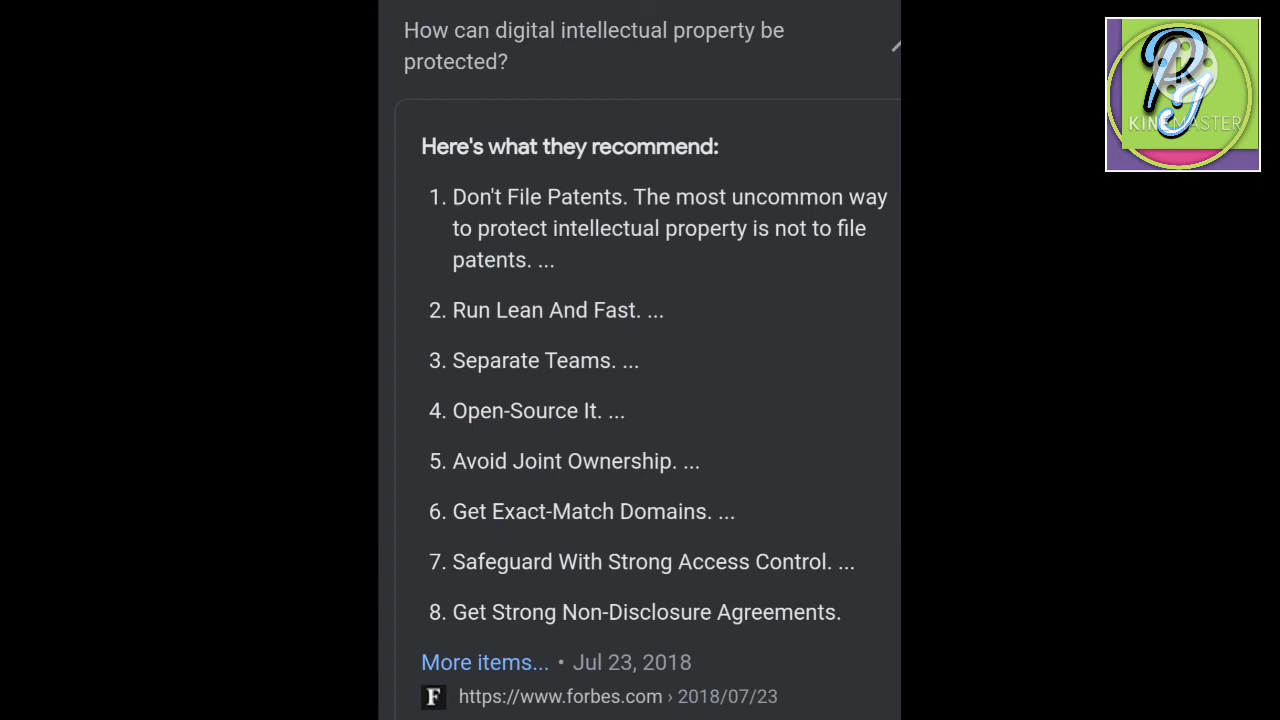 How can digital intellectual property be
protected?
Here's what they recommend:
1. Don't File Patents. The most uncommon way
to protect intellectual property is not to file
patents. ...
2. Run Lean And Fast. ...
3. Separate Teams. ...
4. Open-Source It. ...
5. Avoid Joint Ownership. ...
6. Get Exact-Match Domains. ...
7. Safeguard With Strong Access Control. ...
8. Get Strong Non-Disclosure Agreements.
More items... • Jul 23, 2018
F https://www.forbes.com › 2018/07/23
KINEMASTER